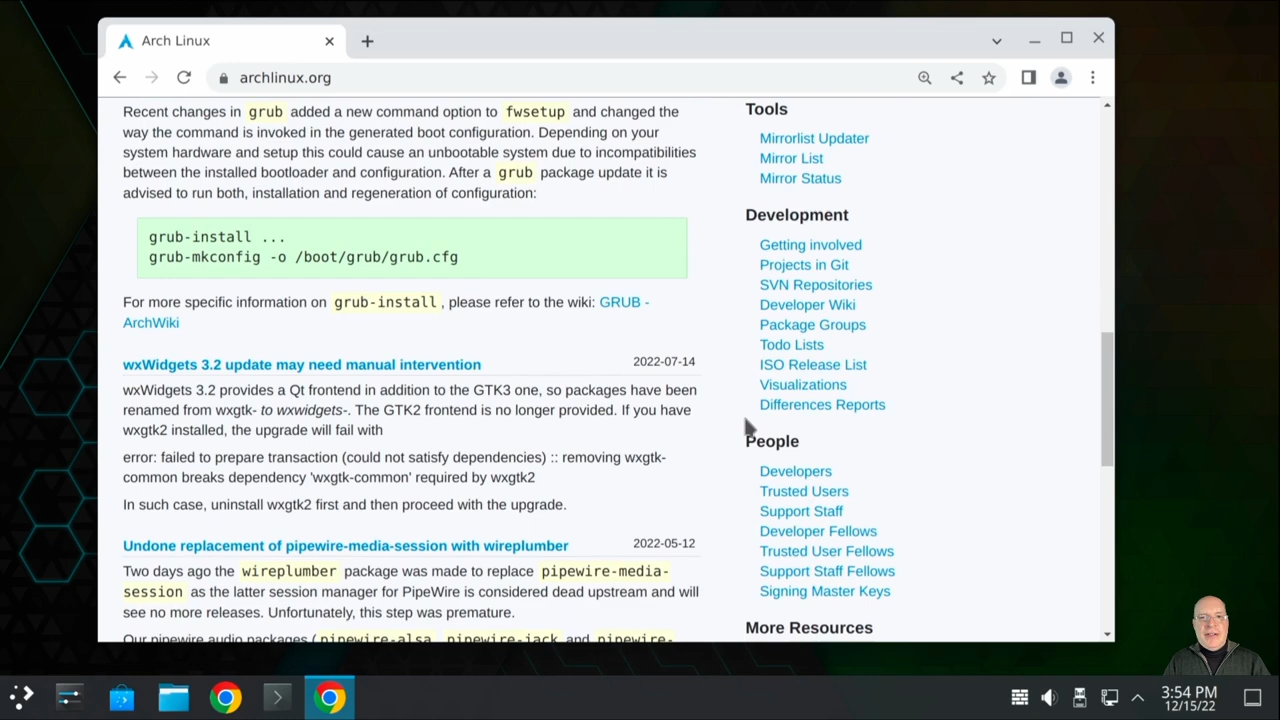 Arch Linux
archlinux.org
Recent changes in grub added a new command option to fwsetup and changed the
way the command is invoked in the generated boot configuration. Depending on your
system hardware and setup this could cause an unbootable system due to incompatibilities
between the installed bootloader and configuration. After a grub package update it is
advised to run both, installation and regeneration of configuration:
grub-install ...
grub-mkconfig -o /boot/grub/grub.cfg
For more specific information on grub-install, please refer to the wiki: GRUB -
ArchWiki
wxWidgets 3.2 update may need manual intervention 2022-07-14
wxWidgets 3.2 provides a Qt frontend in addition to the GTK3 one, so packages have been
renamed from wxgtk- to wxwidgets-. The GTK2 frontend is no longer provided. If you have
wxgtk2 installed, the upgrade will fail with
error: failed to prepare transaction (could not satisfy dependencies) :: removing wxgtk-
common breaks dependency 'wxgtk-common' required by wxgtk2
In such case, uninstall wxgtk2 first and then proceed with the upgrade.
Undone replacement of pipewire-media-session with wireplumber 2022-05-12
Two days ago the wireplumber package was made to replace pipewire-media-
session as the latter session manager for PipeWire is considered dead upstream and will
see no more releases. Unfortunately, this step was premature.
Our pipewire audio packages (pipewire-alsa, pipewire-jack and pipewire-
Tools
Mirrorlist Updater
Mirror List
Mirror Status
Development
Getting involved
Projects in Git
SVN Repositories
Developer Wiki
Package Groups
Todo Lists
ISO Release List
Visualizations
Differences Reports
People
Developers
Trusted Users
Support Staff
Developer Fellows
Trusted User Fellows
Support Staff Fellows
Signing Master Keys
More Resources
3:54 PM
12/15/22